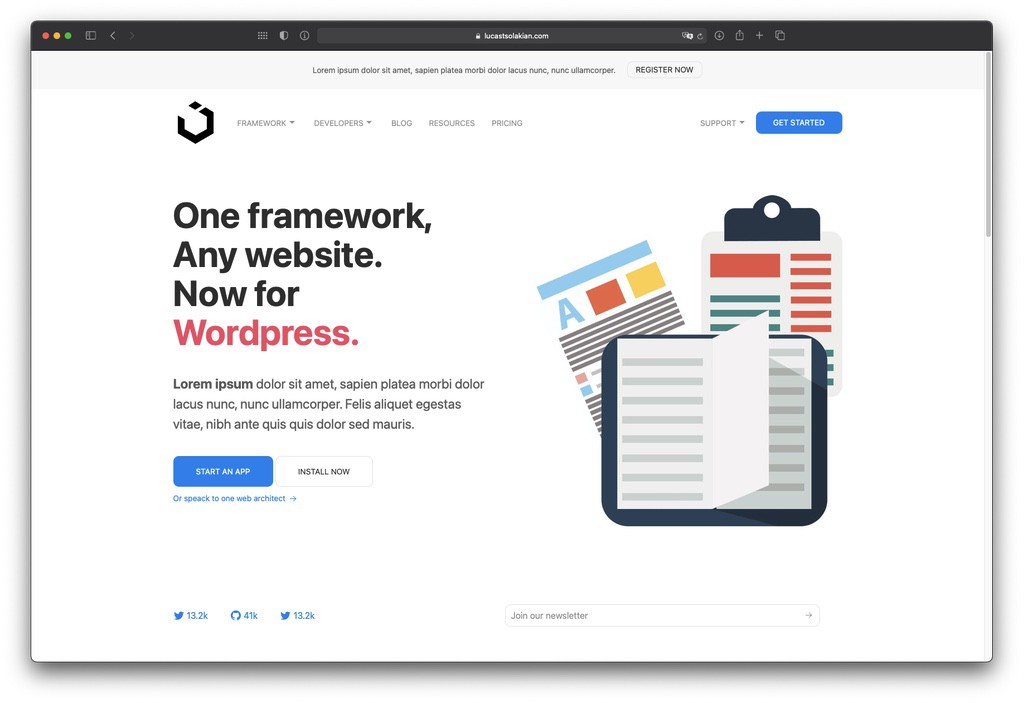 lucastsolakian.com
Lorem ipsum dolor sit amet, sapien platea morbi dolor lacus nunc, nunc ullamcorper. REGISTER NOW
FRAMEWORK DEVELOPERS BLOG RESOURCES PRICING SUPPORT GET STARTED
One framework,
Any website.
Now for
Wordpress.
Lorem ipsum dolor sit amet, sapien platea morbi dolor
lacus nunc, nunc ullamcorper. Felis aliquet egestas
vitae, nibh ante quis quis dolor sed mauris.
START AN APP INSTALL NOW
Or speack to one web architect →
A
13.2k 41k 13.2k Join our newsletter →